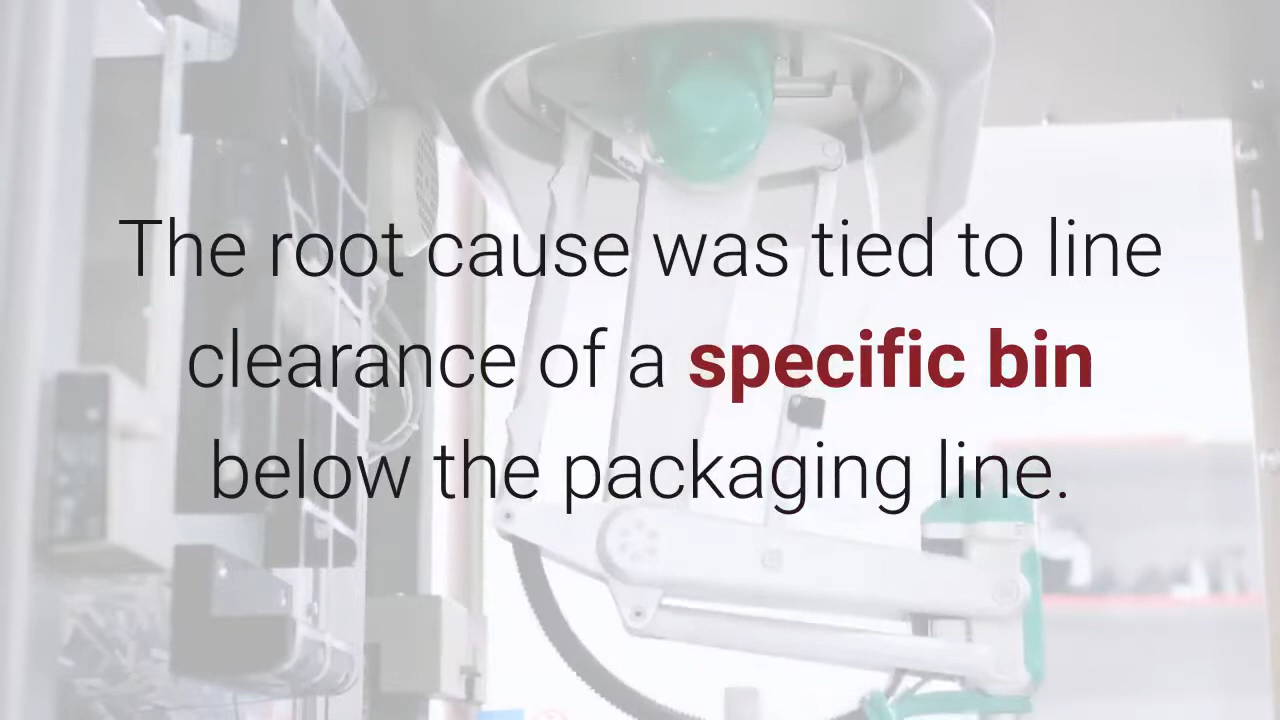 The root cause was tied to line
clearance of a specific bin
below the packaging line.